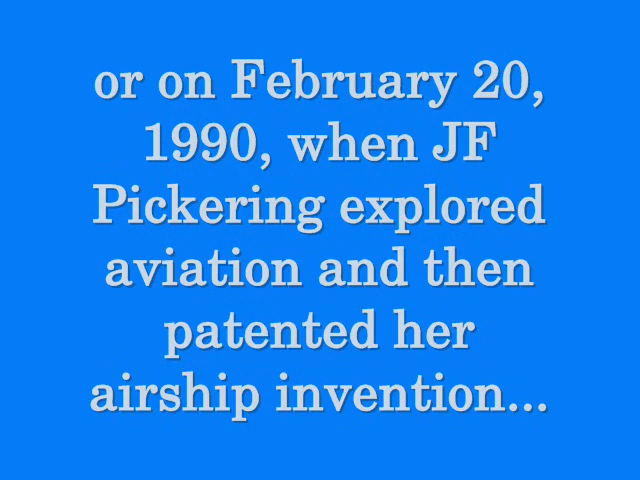 or on February 20,
1990, when JF
Pickering explored
aviation and then
patented her
airship invention...